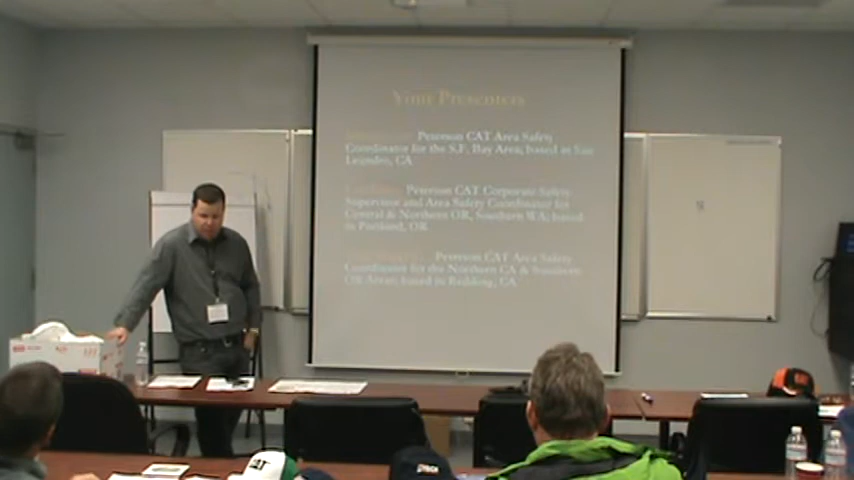 Your Presenters
Peterson CAT Area Safety
Coordinator for the S.F. Bay Area; based in San
Leandro, CA
Peterson CAT Corporate Safety
Supervisor and Area Safety Coordinator for
Central & Northern OR, Southern WA; based
in Portland, OR
Peterson CAT Area Safety
Coordinator for the Northern CA & Southern
OR Areas; based in Redding, CA
CAT